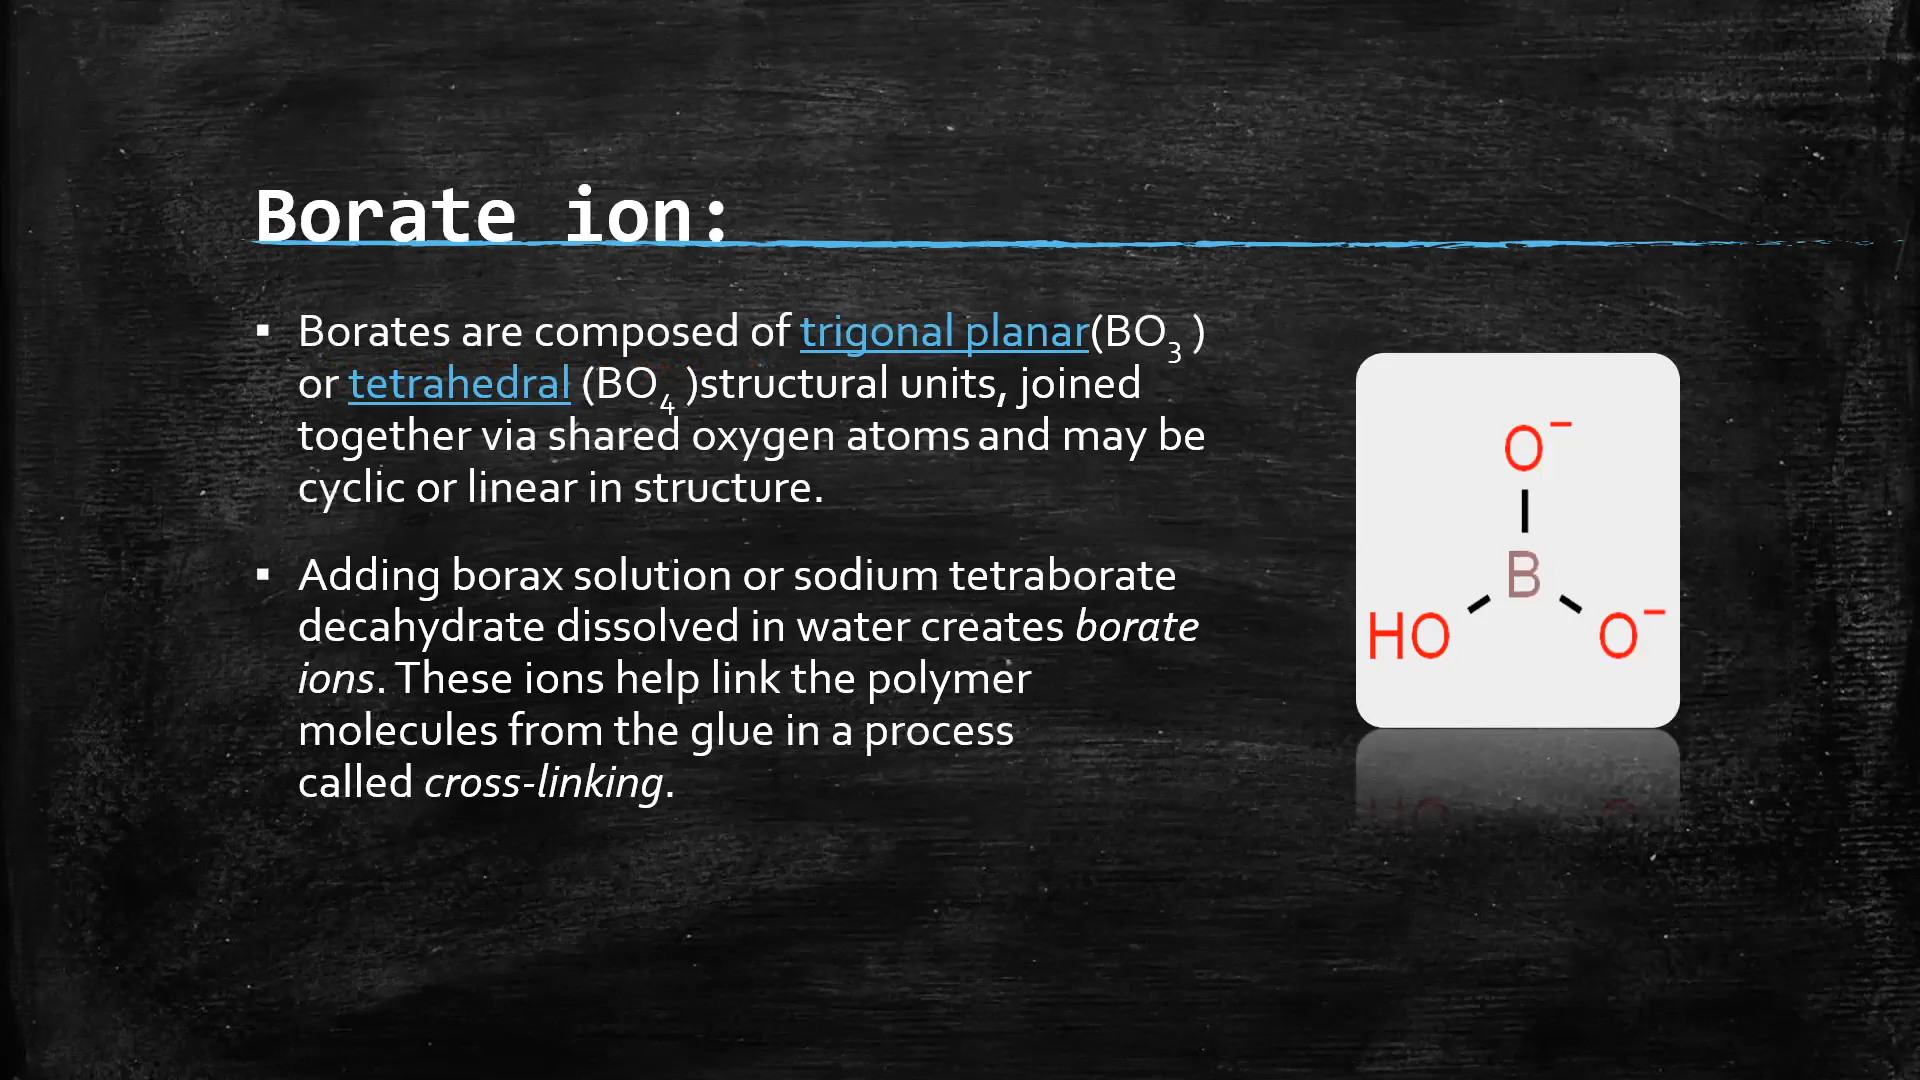 Borate ion:
▪ Borates are composed of trigonal planar(BO₃ )
or tetrahedral (BO₄ )structural units, joined
together via shared oxygen atoms and may be
cyclic or linear in structure.
▪ Adding borax solution or sodium tetraborate
decahydrate dissolved in water creates borate
ions. These ions help link the polymer
molecules from the glue in a process
called cross-linking.
O⁻
B
HO O⁻